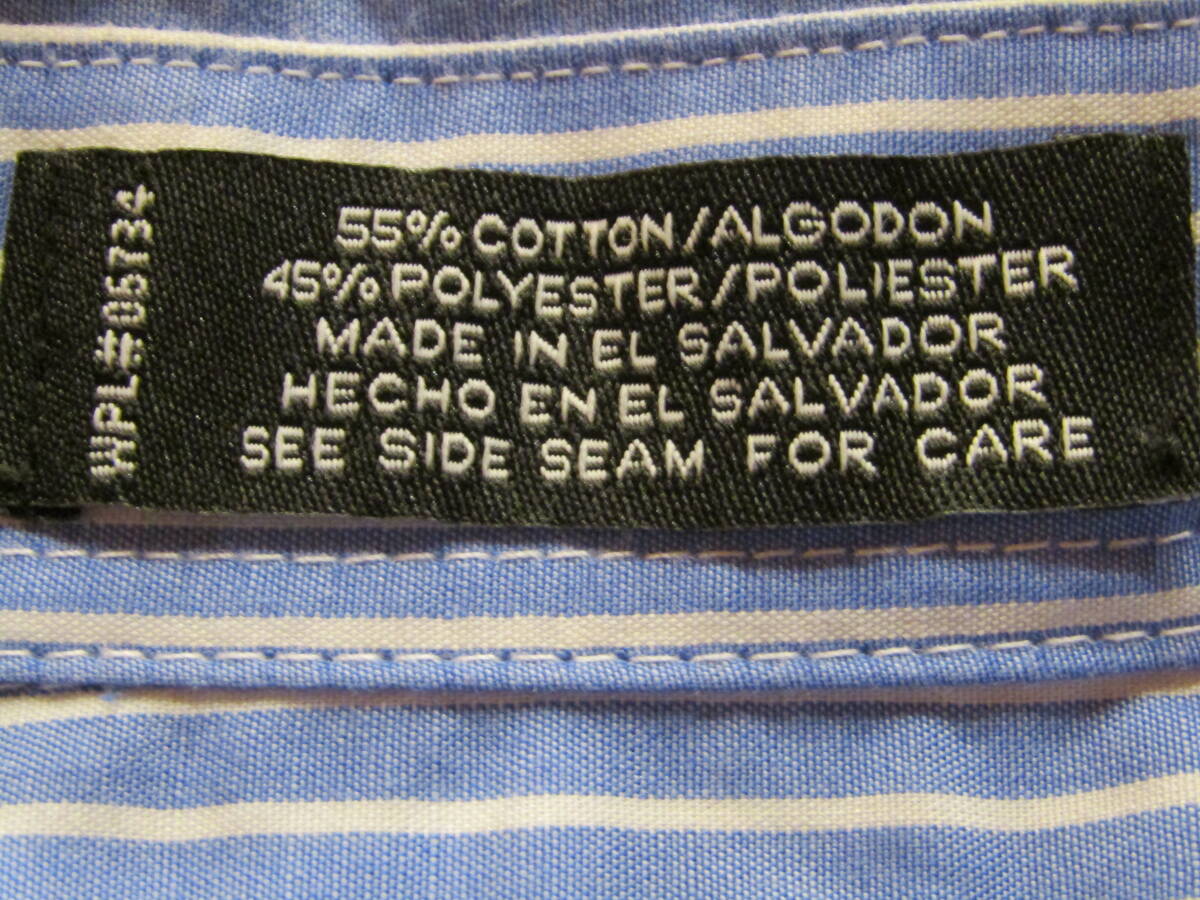 WPL#05734
55% COTTON/ALGODON
45% POLYESTER/POLIESTER
MADE IN EL SALVADOR
HECHO EN EL SALVADOR
SEE SIDE SEAM FOR CARE